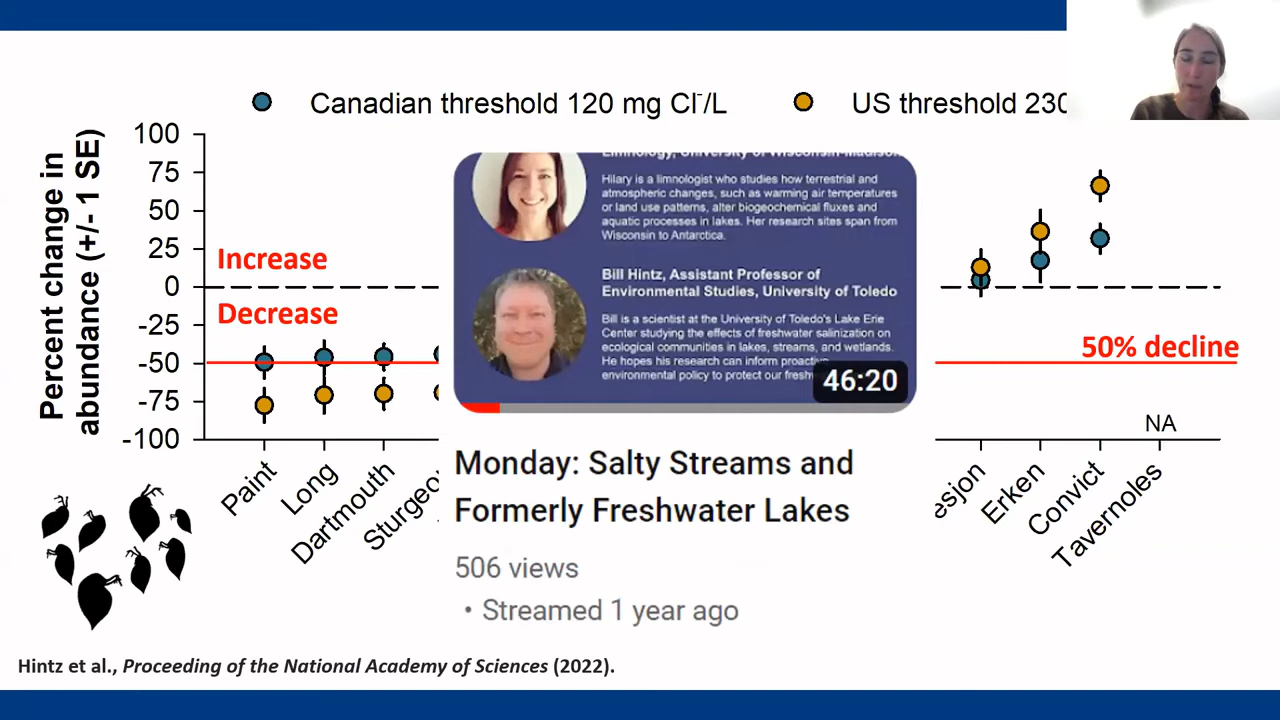 Canadian threshold 120 mg Cl⁻/L
US threshold 230
Percent change in
abundance (+/- 1 SE)
100
75
50
25
0
-25
-50
-75
-100
Increase
Decrease
50% decline
NA
Paint
Long
Dartmouth
Sturgeo
esjon
Erken
Convict
Tavernoles
Limnology, University of Wisconsin-Madison
Hilary is a limnologist who studies how terrestrial and
atmospheric changes, such as warming air temperatures
or land use patterns, alter biogeochemical fluxes and
aquatic processes in lakes. Her research sites span from
Wisconsin to Antarctica.
Bill Hintz, Assistant Professor of
Environmental Studies, University of Toledo
Bill is a scientist at the University of Toledo's Lake Erie
Center studying the effects of freshwater salinization on
ecological communities in lakes, streams, and wetlands.
He hopes his research can inform proactive
environmental policy to protect our fresh
46:20
Monday: Salty Streams and
Formerly Freshwater Lakes
506 views
• Streamed 1 year ago
Hintz et al., Proceeding of the National Academy of Sciences (2022).